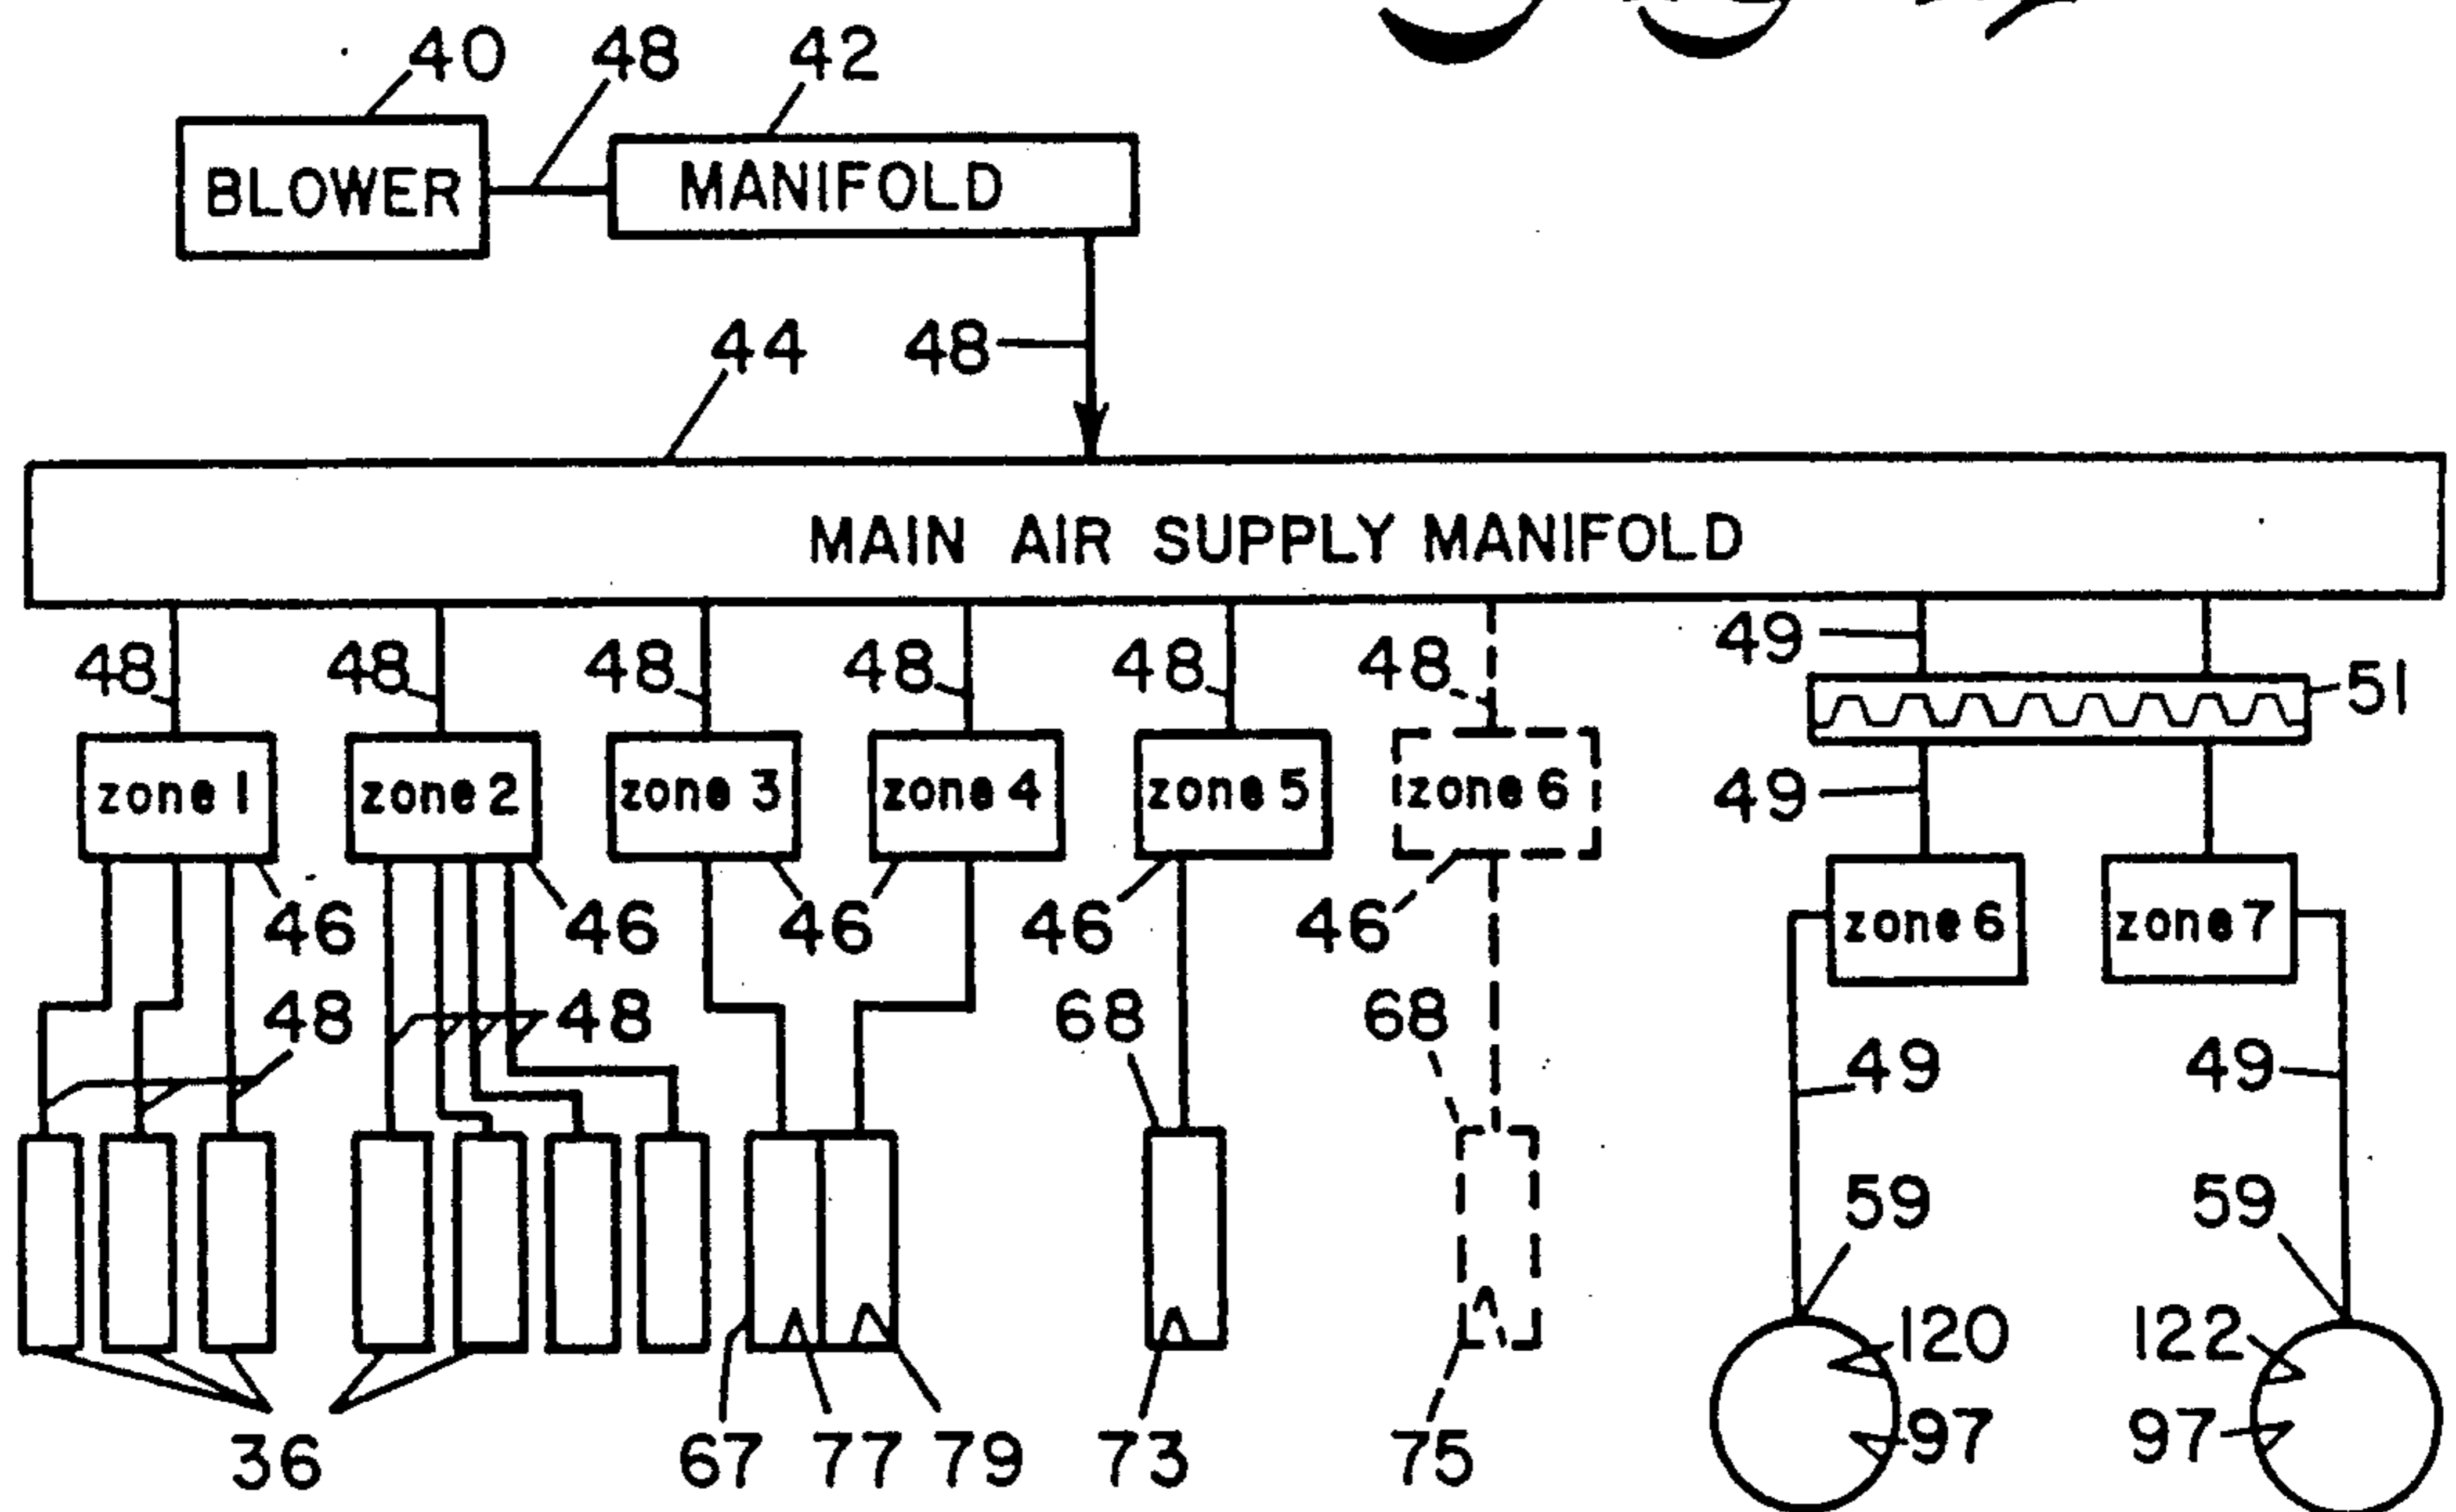 40 48 42
BLOWER MANIFOLD
44 48
MAIN AIR SUPPLY MANIFOLD
48 48 48 48 48 48 49 51
zone 1 zone 2 zone 3 zone 4 zone 5 zone 6 49
zone 6 zone 7
46 46 46 46 46
48 48 68 68 49 49
59 59
120 122
97 97
36 67 77 79 73 75